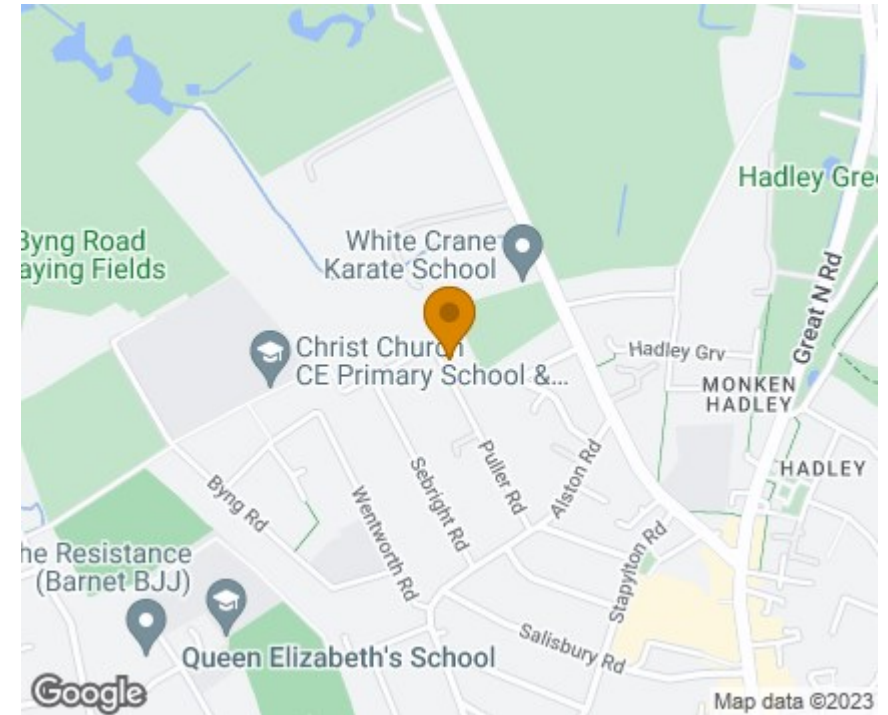 Hadley Gre
Great N Rd
White Crane
Karate School
Byng Road
aying Fields
Christ Church
CE Primary School &...
Hadley Grv
MONKEN
HADLEY
HADLEY
Puller Rd
Alston Rd
Sebright Rd
Byng Rd
Wentworth Rd
Stapylton Rd
he Resistance
(Barnet BJJ)
Salisbury Rd
Queen Elizabeth's School
Google
Map data ©2023